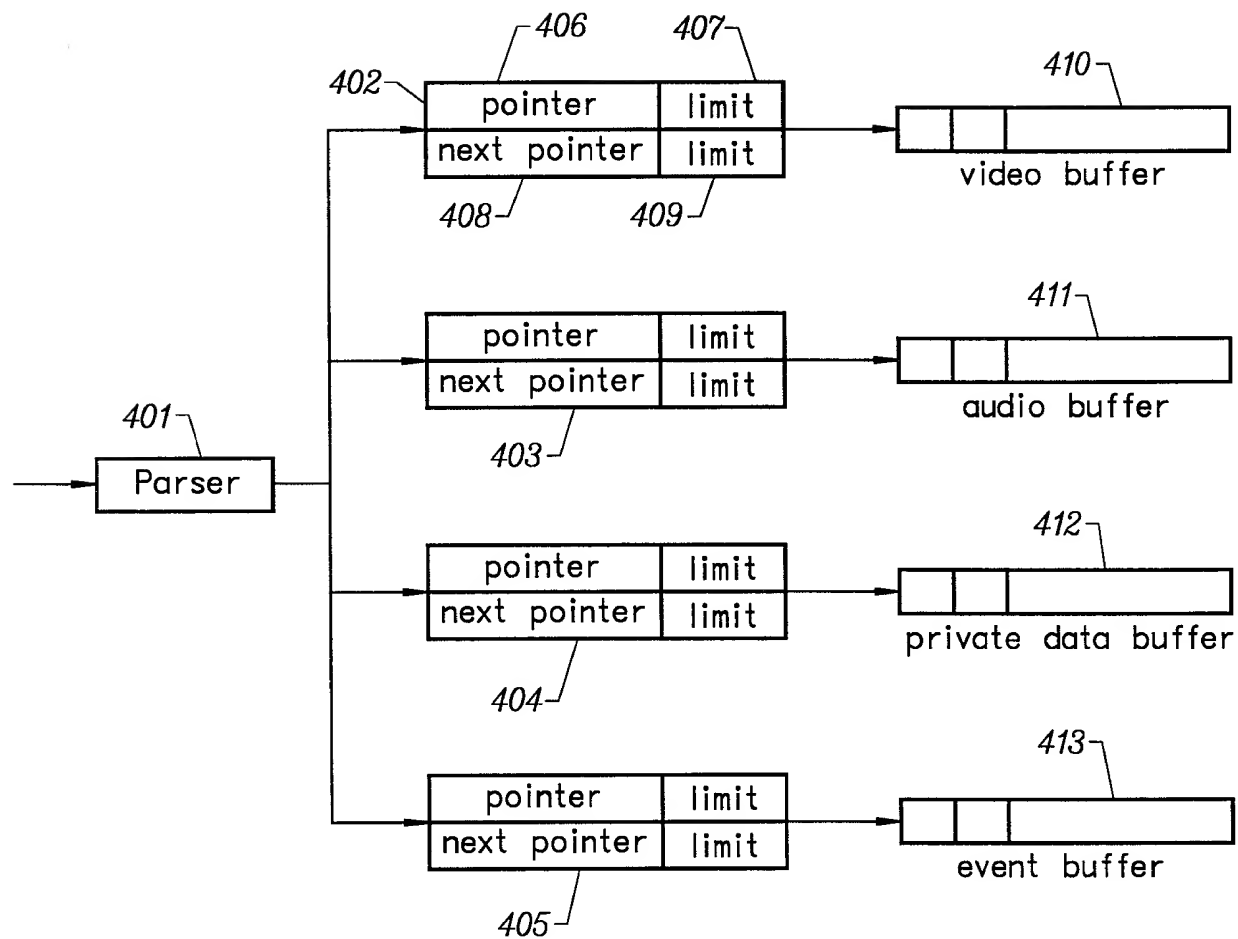 406
407
402
pointer limit
next pointer limit
408
409
410
video buffer
pointer limit
next pointer limit
403
411
audio buffer
401
Parser
pointer limit
next pointer limit
404
412
private data buffer
pointer limit
next pointer limit
405
413
event buffer